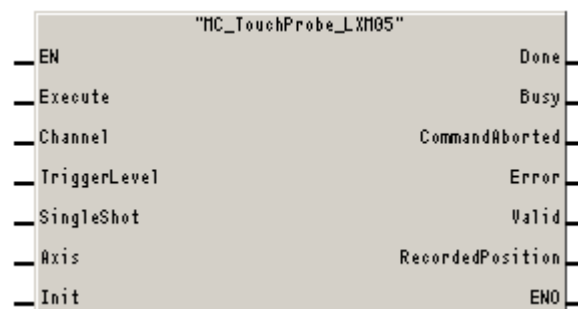 "MC_TouchProbe_LXM05"
EN Done
Execute Busy
Channel CommandAborted
TriggerLevel Error
SingleShot Valid
Axis RecordedPosition
Init ENO